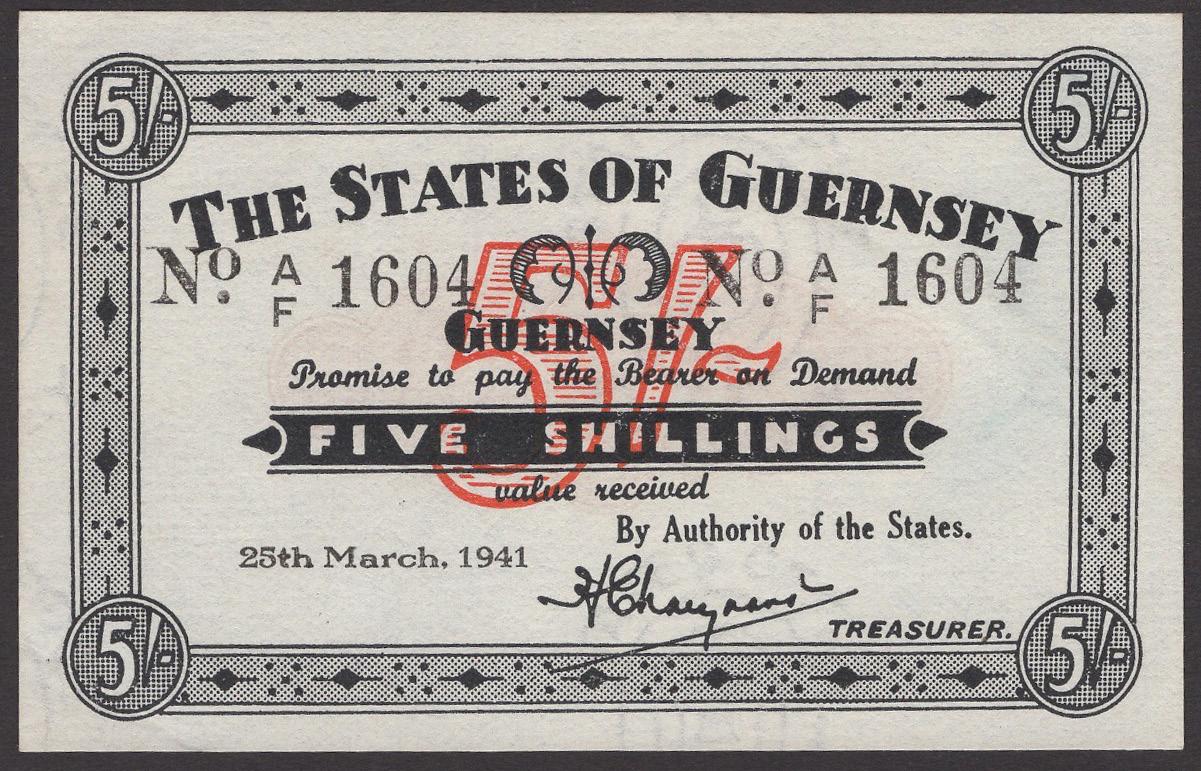 5/- 5/-
THE STATES OF GUERNSEY
No. A/F 1604 No. A/F 1604
5/-
GUERNSEY
Promise to pay the Bearer on Demand
FIVE SHILLINGS
value received
By Authority of the States.
25th March, 1941
TREASURER.
5/- 5/-